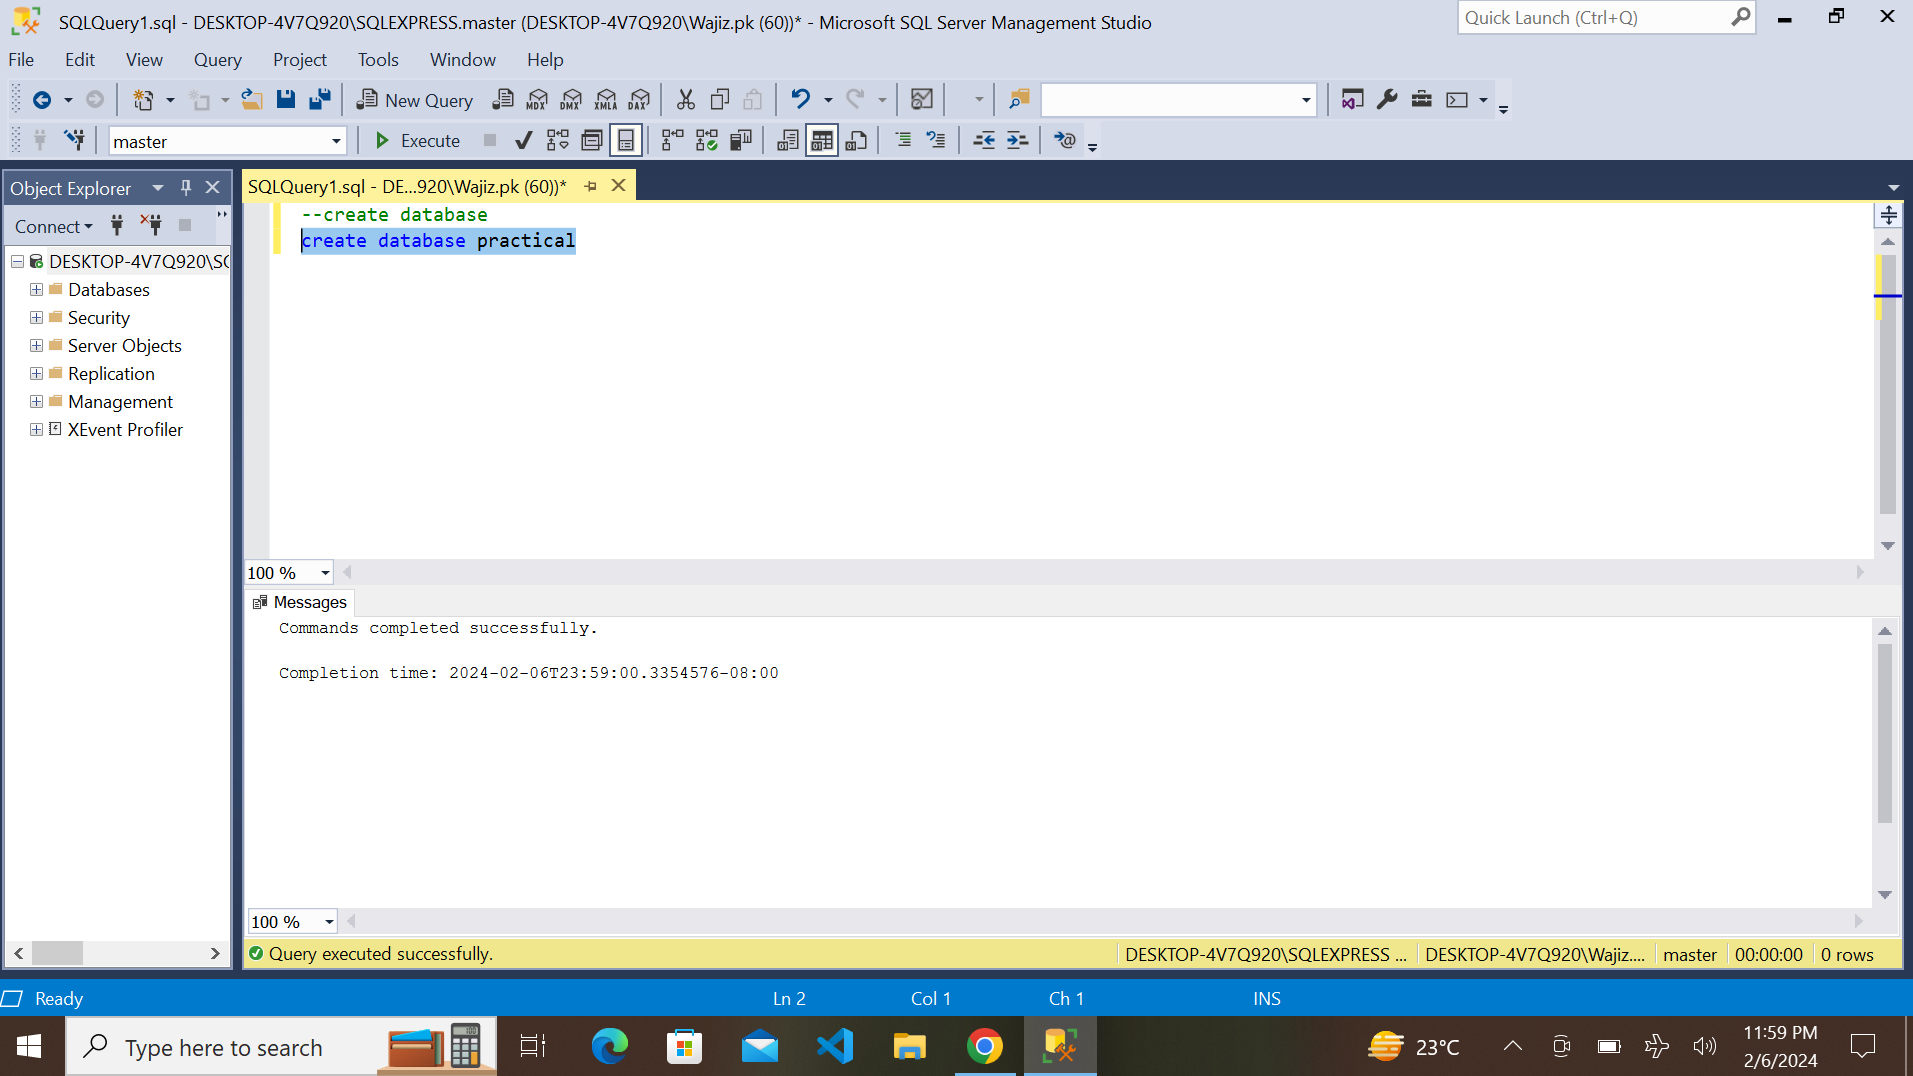 SQLQuery1.sql - DESKTOP-4V7Q920\SQLEXPRESS.master (DESKTOP-4V7Q920\Wajiz.pk (60))* - Microsoft SQL Server Management Studio
Quick Launch (Ctrl+Q)
File Edit View Query Project Tools Window Help
New Query MDX DMX XMLA DAX
master Execute
Object Explorer
SQLQuery1.sql - DE...920\Wajiz.pk (60))*
Connect
DESKTOP-4V7Q920\SQ
Databases
Security
Server Objects
Replication
Management
XEvent Profiler
--create database
create database practical
100 %
Messages
Commands completed successfully.
Completion time: 2024-02-06T23:59:00.3354576-08:00
100 %
Query executed successfully. DESKTOP-4V7Q920\SQLEXPRESS ... DESKTOP-4V7Q920\Wajiz.... master 00:00:00 0 rows
Ready Ln 2 Col 1 Ch 1 INS
Type here to search
23°C
11:59 PM
2/6/2024